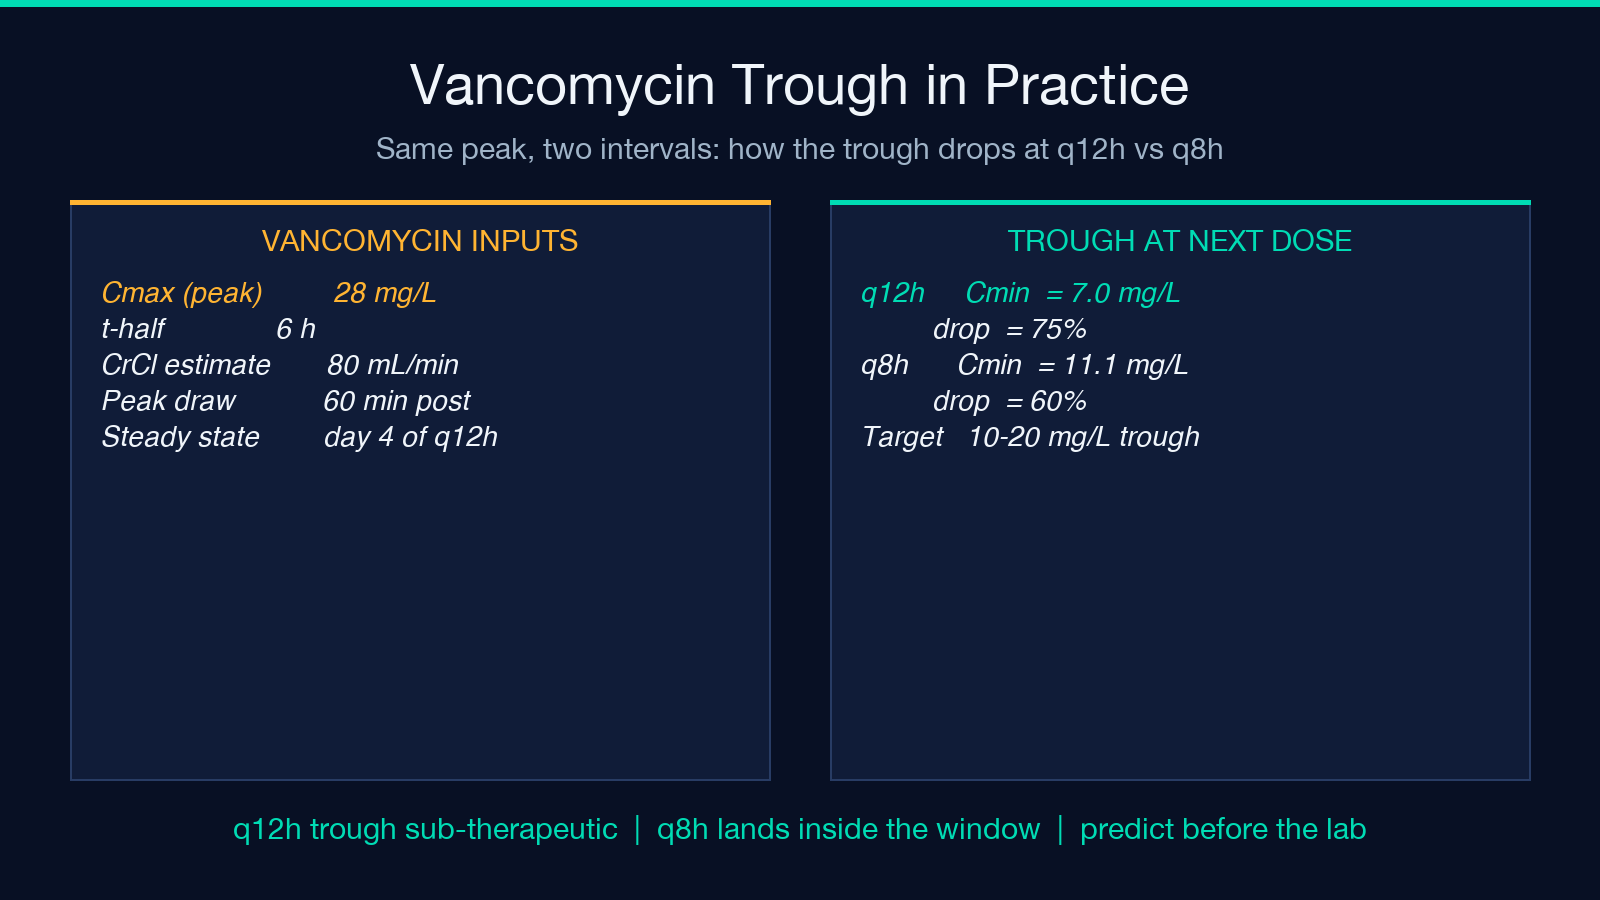 Vancomycin Trough in Practice
Same peak, two intervals: how the trough drops at q12h vs q8h
VANCOMYCIN INPUTS
Cmax (peak) 28 mg/L
t-half 6 h
CrCl estimate 80 mL/min
Peak draw 60 min post
Steady state day 4 of q12h
TROUGH AT NEXT DOSE
q12h Cmin = 7.0 mg/L
drop = 75%
q8h Cmin = 11.1 mg/L
drop = 60%
Target 10-20 mg/L trough
q12h trough sub-therapeutic | q8h lands inside the window | predict before the lab